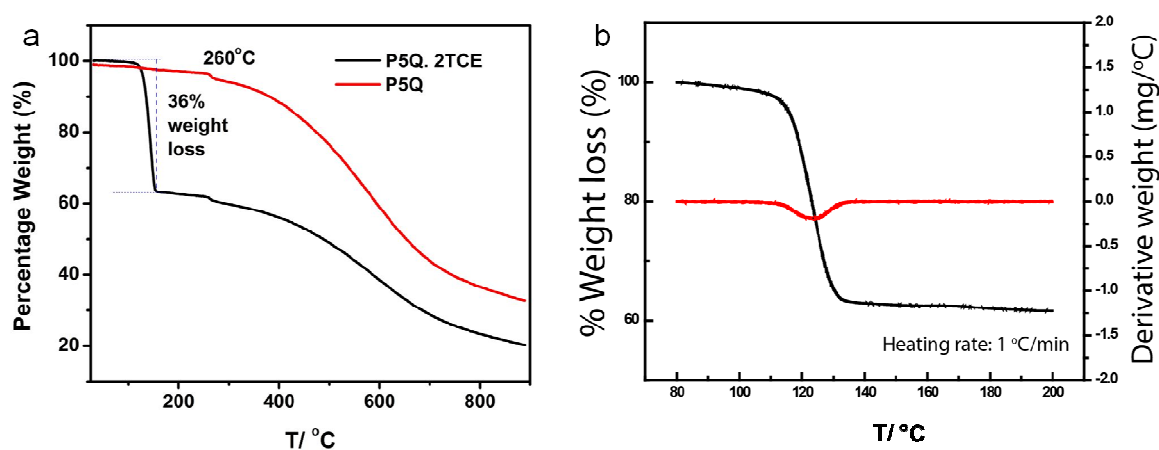 a
100
80
60
40
20
Percentage Weight (%)
260°C
36%
weight
loss
P5Q. 2TCE
P5Q
200
400
600
800
T/ °C
b
100
80
60
% Weight loss (%)
2.0
1.5
1.0
0.5
0.0
-0.5
-1.0
-1.5
-2.0
Derivative weight (mg/°C)
Heating rate: 1 °C/min
80
100
120
140
160
180
200
T/ °C